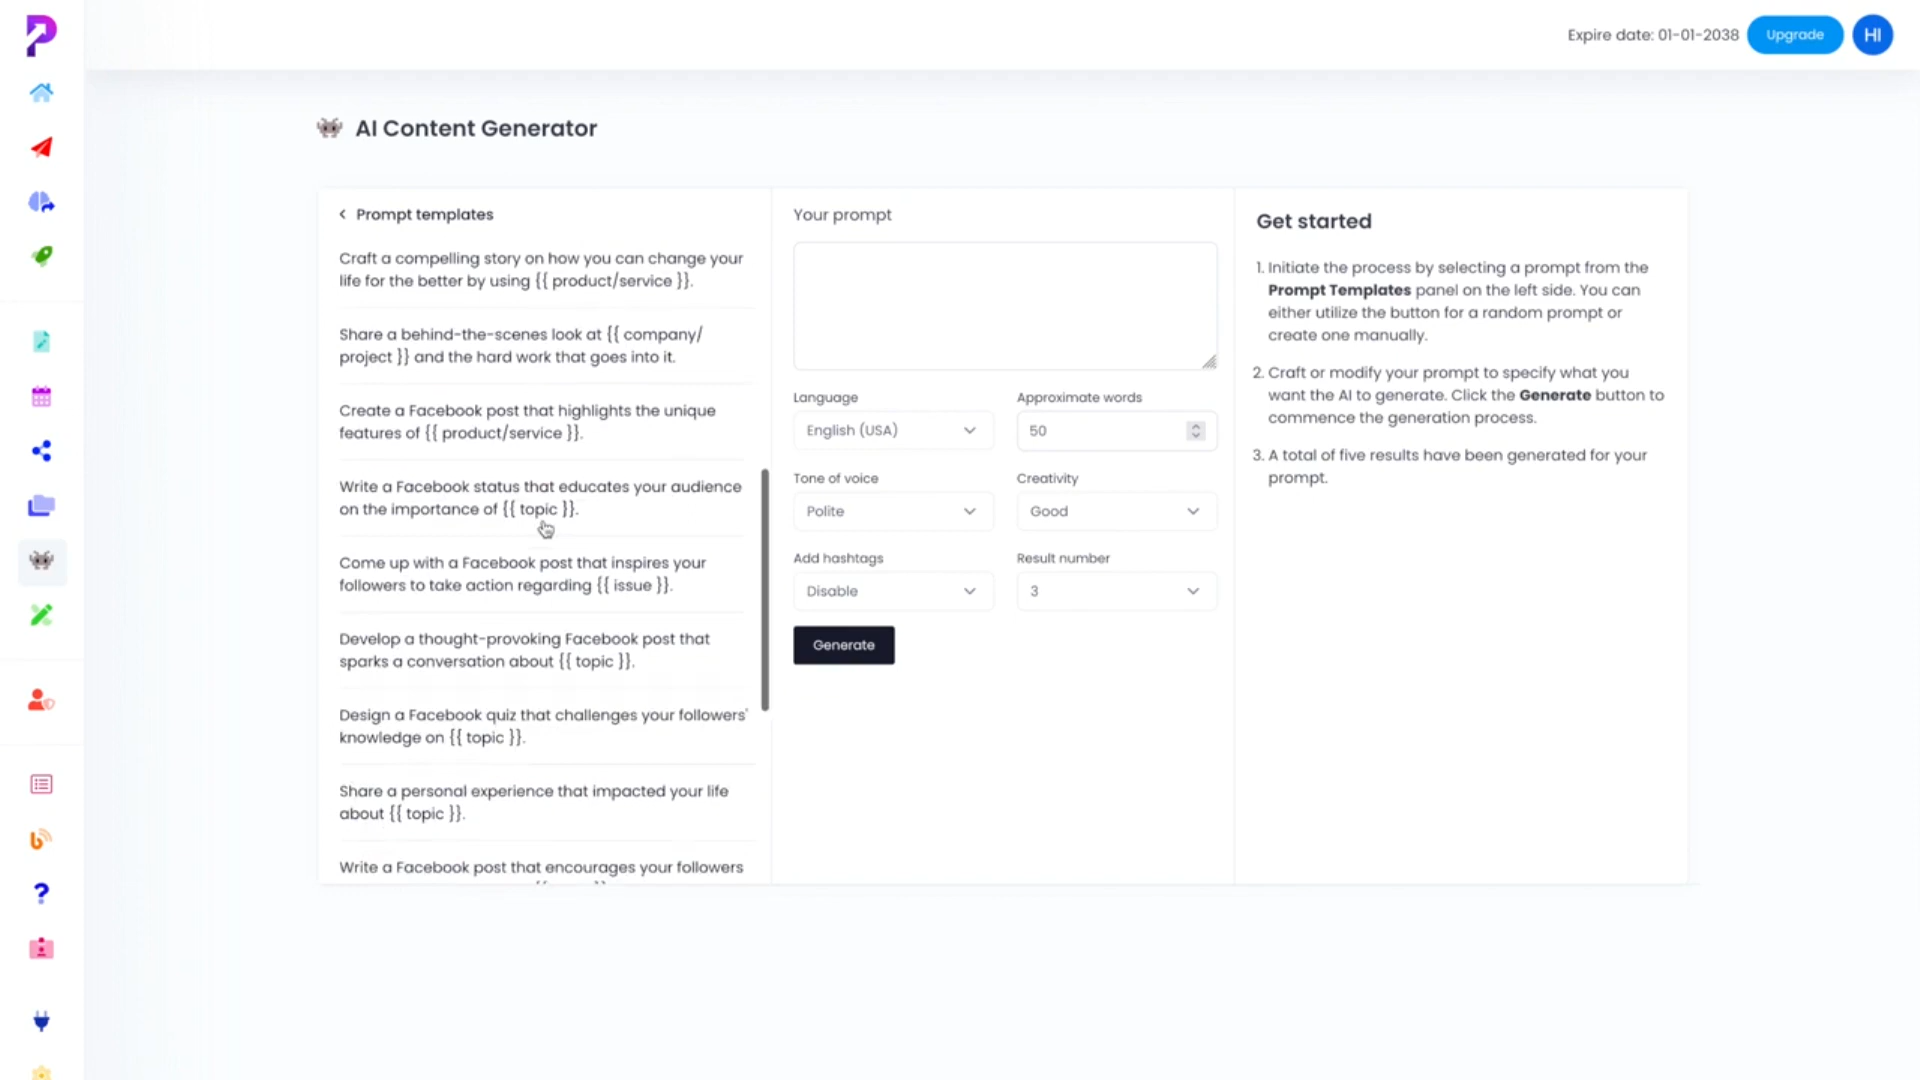 Expire date: 01-01-2038
Upgrade
HI
AI Content Generator
Prompt templates
Craft a compelling story on how you can change your
life for the better by using {{ product/service }}.
Share a behind-the-scenes look at {{ company/
project }} and the hard work that goes into it.
Create a Facebook post that highlights the unique
features of {{ product/service }}.
Write a Facebook status that educates your audience
on the importance of {{ topic }}.
Come up with a Facebook post that inspires your
followers to take action regarding {{ issue }}.
Develop a thought-provoking Facebook post that
sparks a conversation about {{ topic }}.
Design a Facebook quiz that challenges your followers'
knowledge on {{ topic }}.
Share a personal experience that impacted your life
about {{ topic }}.
Write a Facebook post that encourages your followers
Your prompt
Language
Approximate words
English (USA)
50
Tone of voice
Creativity
Polite
Good
Add hashtags
Result number
Disable
3
Generate
Get started
1. Initiate the process by selecting a prompt from the
Prompt Templates panel on the left side. You can
either utilize the button for a random prompt or
create one manually.
2. Craft or modify your prompt to specify what you
want the AI to generate. Click the Generate button to
commence the generation process.
3. A total of five results have been generated for your
prompt.